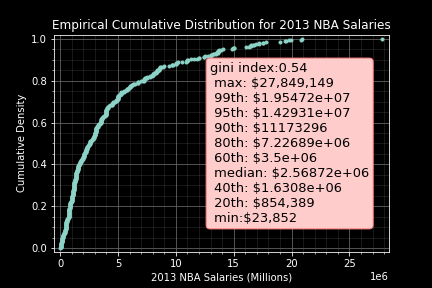 Empirical Cumulative Distribution for 2013 NBA Salaries
1.0
0.8
0.6
0.4
0.2
0.0
Cumulative Density
gini index:0.54
max: $27,849,149
99th: $1.95472e+07
95th: $1.42931e+07
90th: $11173296
80th: $7.22689e+06
60th: $3.5e+06
median: $2.56872e+06
40th: $1.6308e+06
20th: $854,389
min:$23,852
0 5 10 15 20 25
1e6
2013 NBA Salaries (Millions)